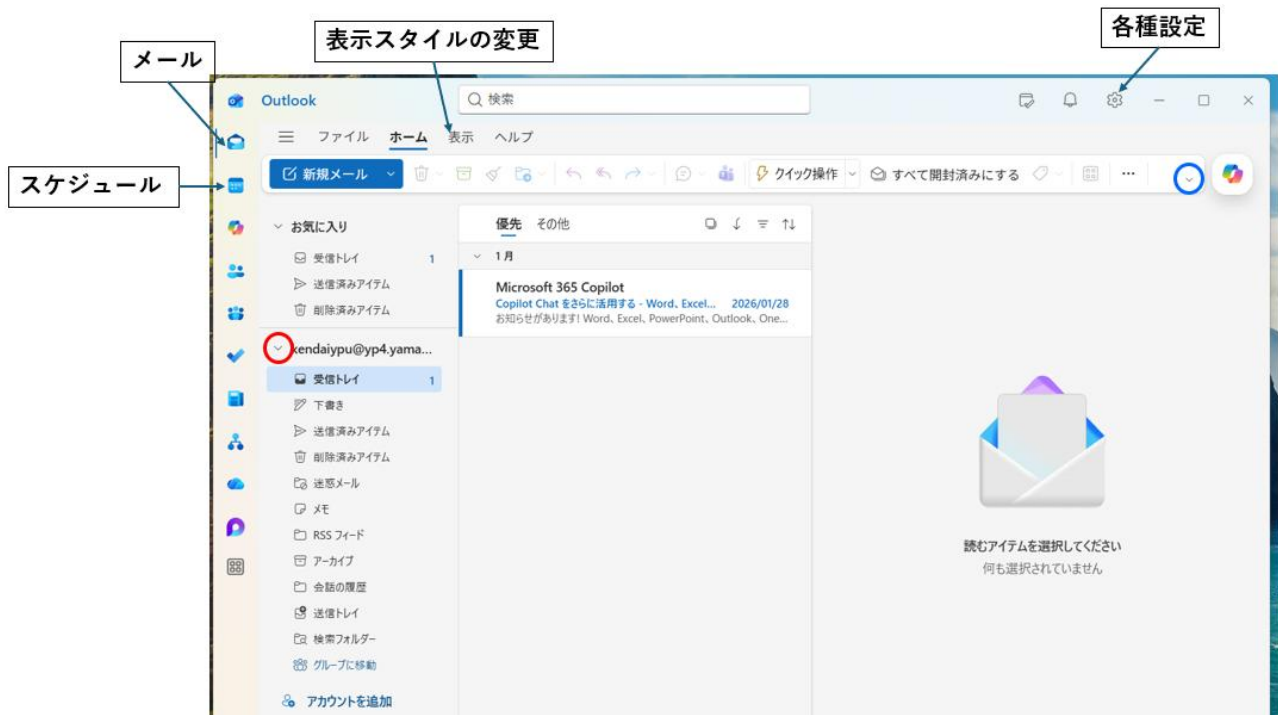 各種設定
表示スタイルの変更
メール
Outlook
検索
ファイル ホーム 表示 ヘルプ
スケジュール
新規メール クイック操作 すべて開封済みにする ...
お気に入り
優先 その他
受信トレイ 1
1月
送信済みアイテム
Microsoft 365 Copilot
Copilot Chat をさらに活用する - Word、Excel... 2026/01/28
削除済みアイテム
お知らせがあります! Word、Excel、PowerPoint、Outlook、One...
kendaiypu@yp4.yama...
受信トレイ 1
下書き
送信済みアイテム
削除済みアイテム
迷惑メール
メモ
RSS フィード
アーカイブ
会話の履歴
送信トレイ
検索フォルダー
グループに移動
アカウントを追加
読むアイテムを選択してください
何も選択されていません